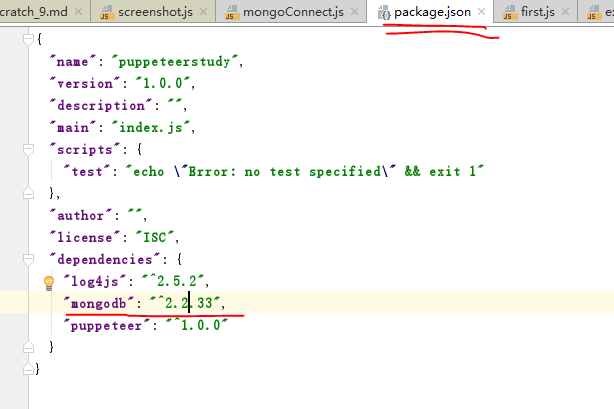 cratch_9.md screenshot.js mongoConnect.js package.json first.js e
{
"name": "puppeteerstudy",
"version": "1.0.0",
"description": "",
"main": "index.js",
"scripts": {
"test": "echo \"Error: no test specified\" && exit 1"
},
"author": "",
"license": "ISC",
"dependencies": {
"log4js": "^2.5.2",
"mongodb": "^2.2.33",
"puppeteer": "^1.0.0"
}
}